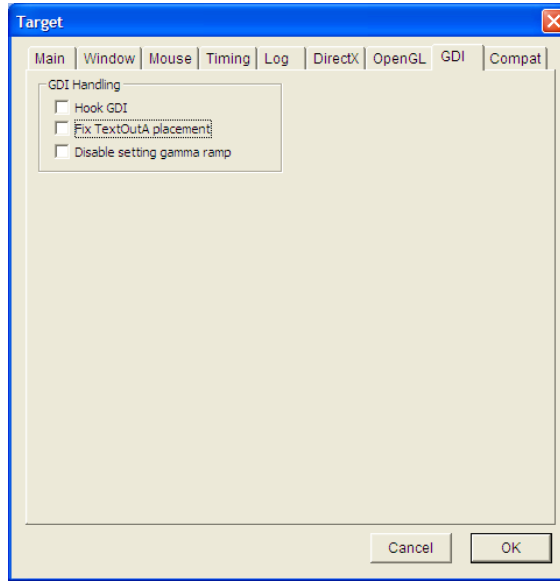 Target
Main Window Mouse Timing Log DirectX OpenGL GDI Compat
GDI Handling
Hook GDI
Fix TextOutA placement
Disable setting gamma ramp
Cancel OK